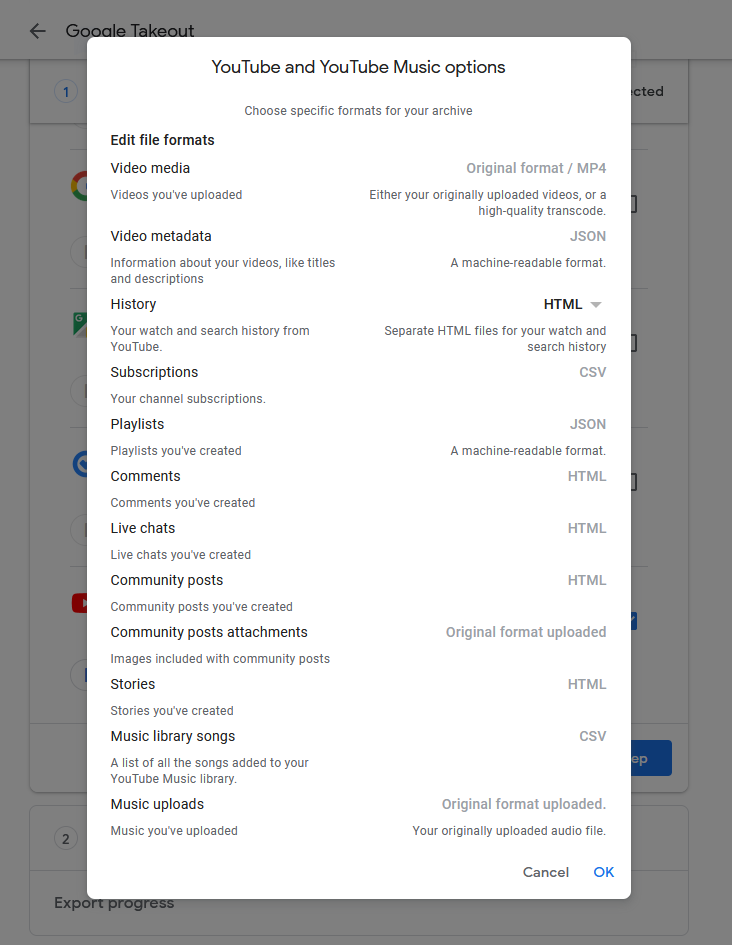 Google Takeout
YouTube and YouTube Music options
1
ected
Choose specific formats for your archive
Edit file formats
Video media
Original format / MP4
Videos you've uploaded
Either your originally uploaded videos, or a
high-quality transcode.
Video metadata
JSON
Information about your videos, like titles
and descriptions
A machine-readable format.
History
HTML
Your watch and search history from
YouTube.
Separate HTML files for your watch and
search history
Subscriptions
CSV
Your channel subscriptions.
Playlists
JSON
Playlists you've created
A machine-readable format.
Comments
HTML
Comments you've created
Live chats
HTML
Live chats you've created
Community posts
HTML
Community posts you've created
Community posts attachments
Original format uploaded
Images included with community posts
Stories
HTML
Stories you've created
Music library songs
CSV
A list of all the songs added to your
YouTube Music library.
ep
Music uploads
Original format uploaded.
Music you've uploaded
Your originally uploaded audio file.
2
Cancel
OK
Export progress